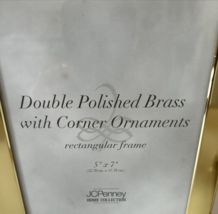 Double Polished Brass
with Corner Ornaments
rectangular frame
5" x 7"
JCPenney
HOME COLLECTION